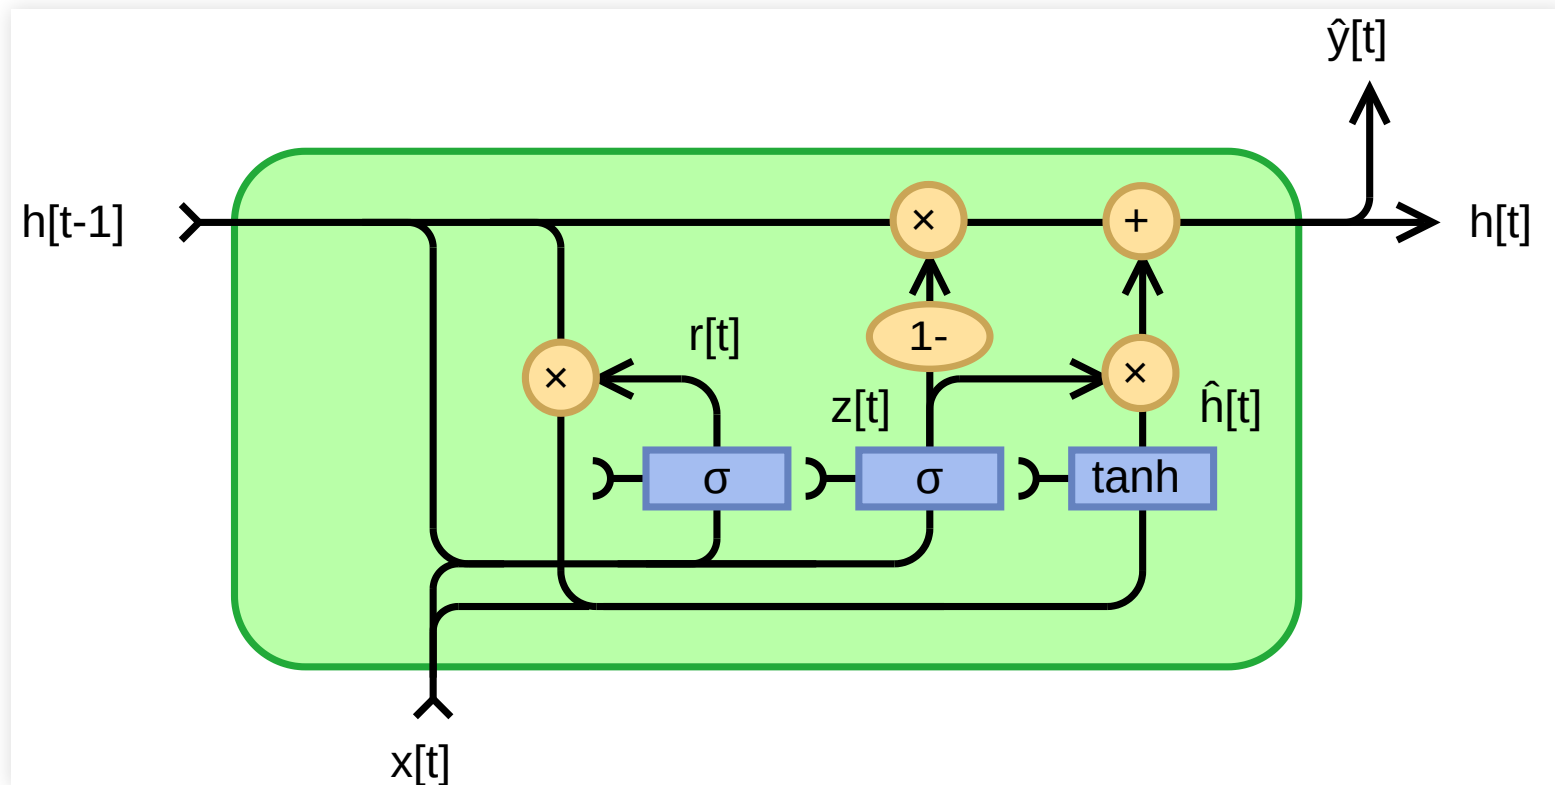 ŷ[t]
h[t-1]
×
+
h[t]
r[t]
1-
×
×
z[t]
ĥ[t]
σ
σ
tanh
x[t]